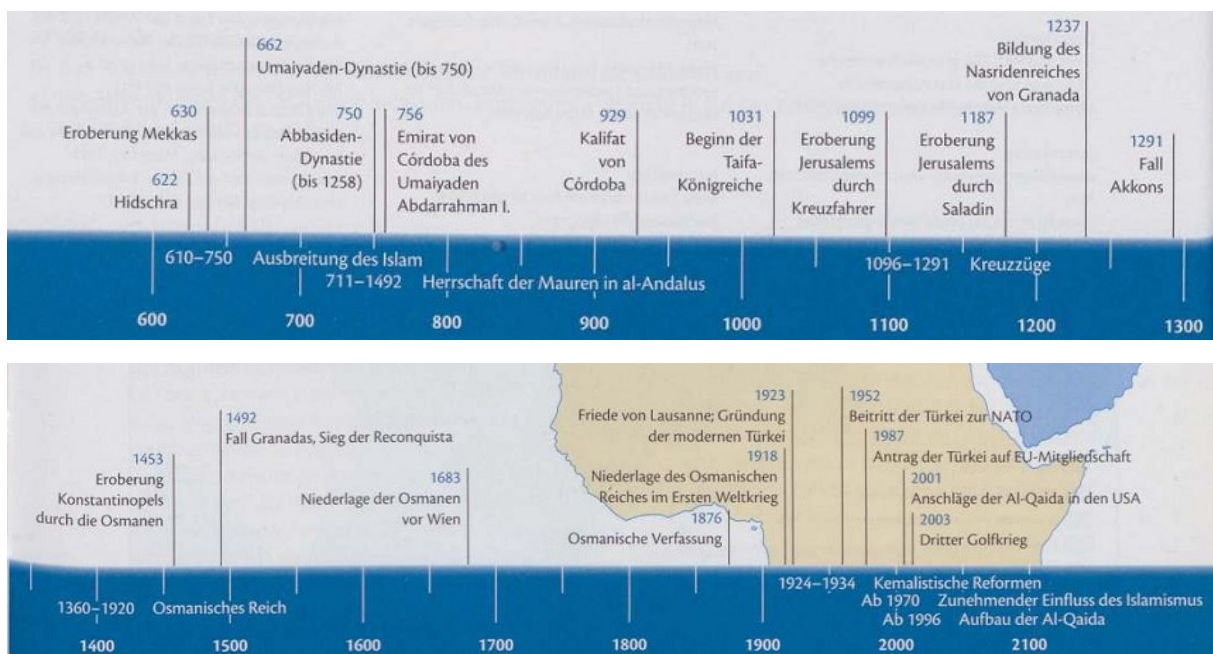 1237
Bildung des
Nasridenreiches
von Granada
662
Umaiyaden-Dynastie (bis 750)
630
Eroberung Mekkas
622
Hidschra
750
Abbasiden-
Dynastie
(bis 1258)
756
Emirat von
Córdoba des
Umaiyaden
Abdarrahman I.
929
Kalifat
von
Córdoba
1031
Beginn der
Taifa-
Königreiche
1099
Eroberung
Jerusalems
durch
Kreuzfahrer
1187
Eroberung
Jerusalems
durch
Saladin
1291
Fall
Akkons
610–750 Ausbreitung des Islam
711–1492 Herrschaft der Mauren in al-Andalus
1096–1291 Kreuzzüge
600 700 800 900 1000 1100 1200 1300
1453
Eroberung
Konstantinopels
durch die Osmanen
1492
Fall Granadas, Sieg der Reconquista
1683
Niederlage der Osmanen
vor Wien
1923
Friede von Lausanne; Gründung
der modernen Türkei
1918
Niederlage des Osmanischen
Reiches im Ersten Weltkrieg
1876
Osmanische Verfassung
1952
Beitritt der Türkei zur NATO
1987
Antrag der Türkei auf EU-Mitgliedschaft
2001
Anschläge der Al-Qaida in den USA
2003
Dritter Golfkrieg
1360–1920 Osmanisches Reich
1924–1934 Kemalistische Reformen
Ab 1970 Zunehmender Einfluss des Islamismus
Ab 1996 Aufbau der Al-Qaida
1400 1500 1600 1700 1800 1900 2000 2100